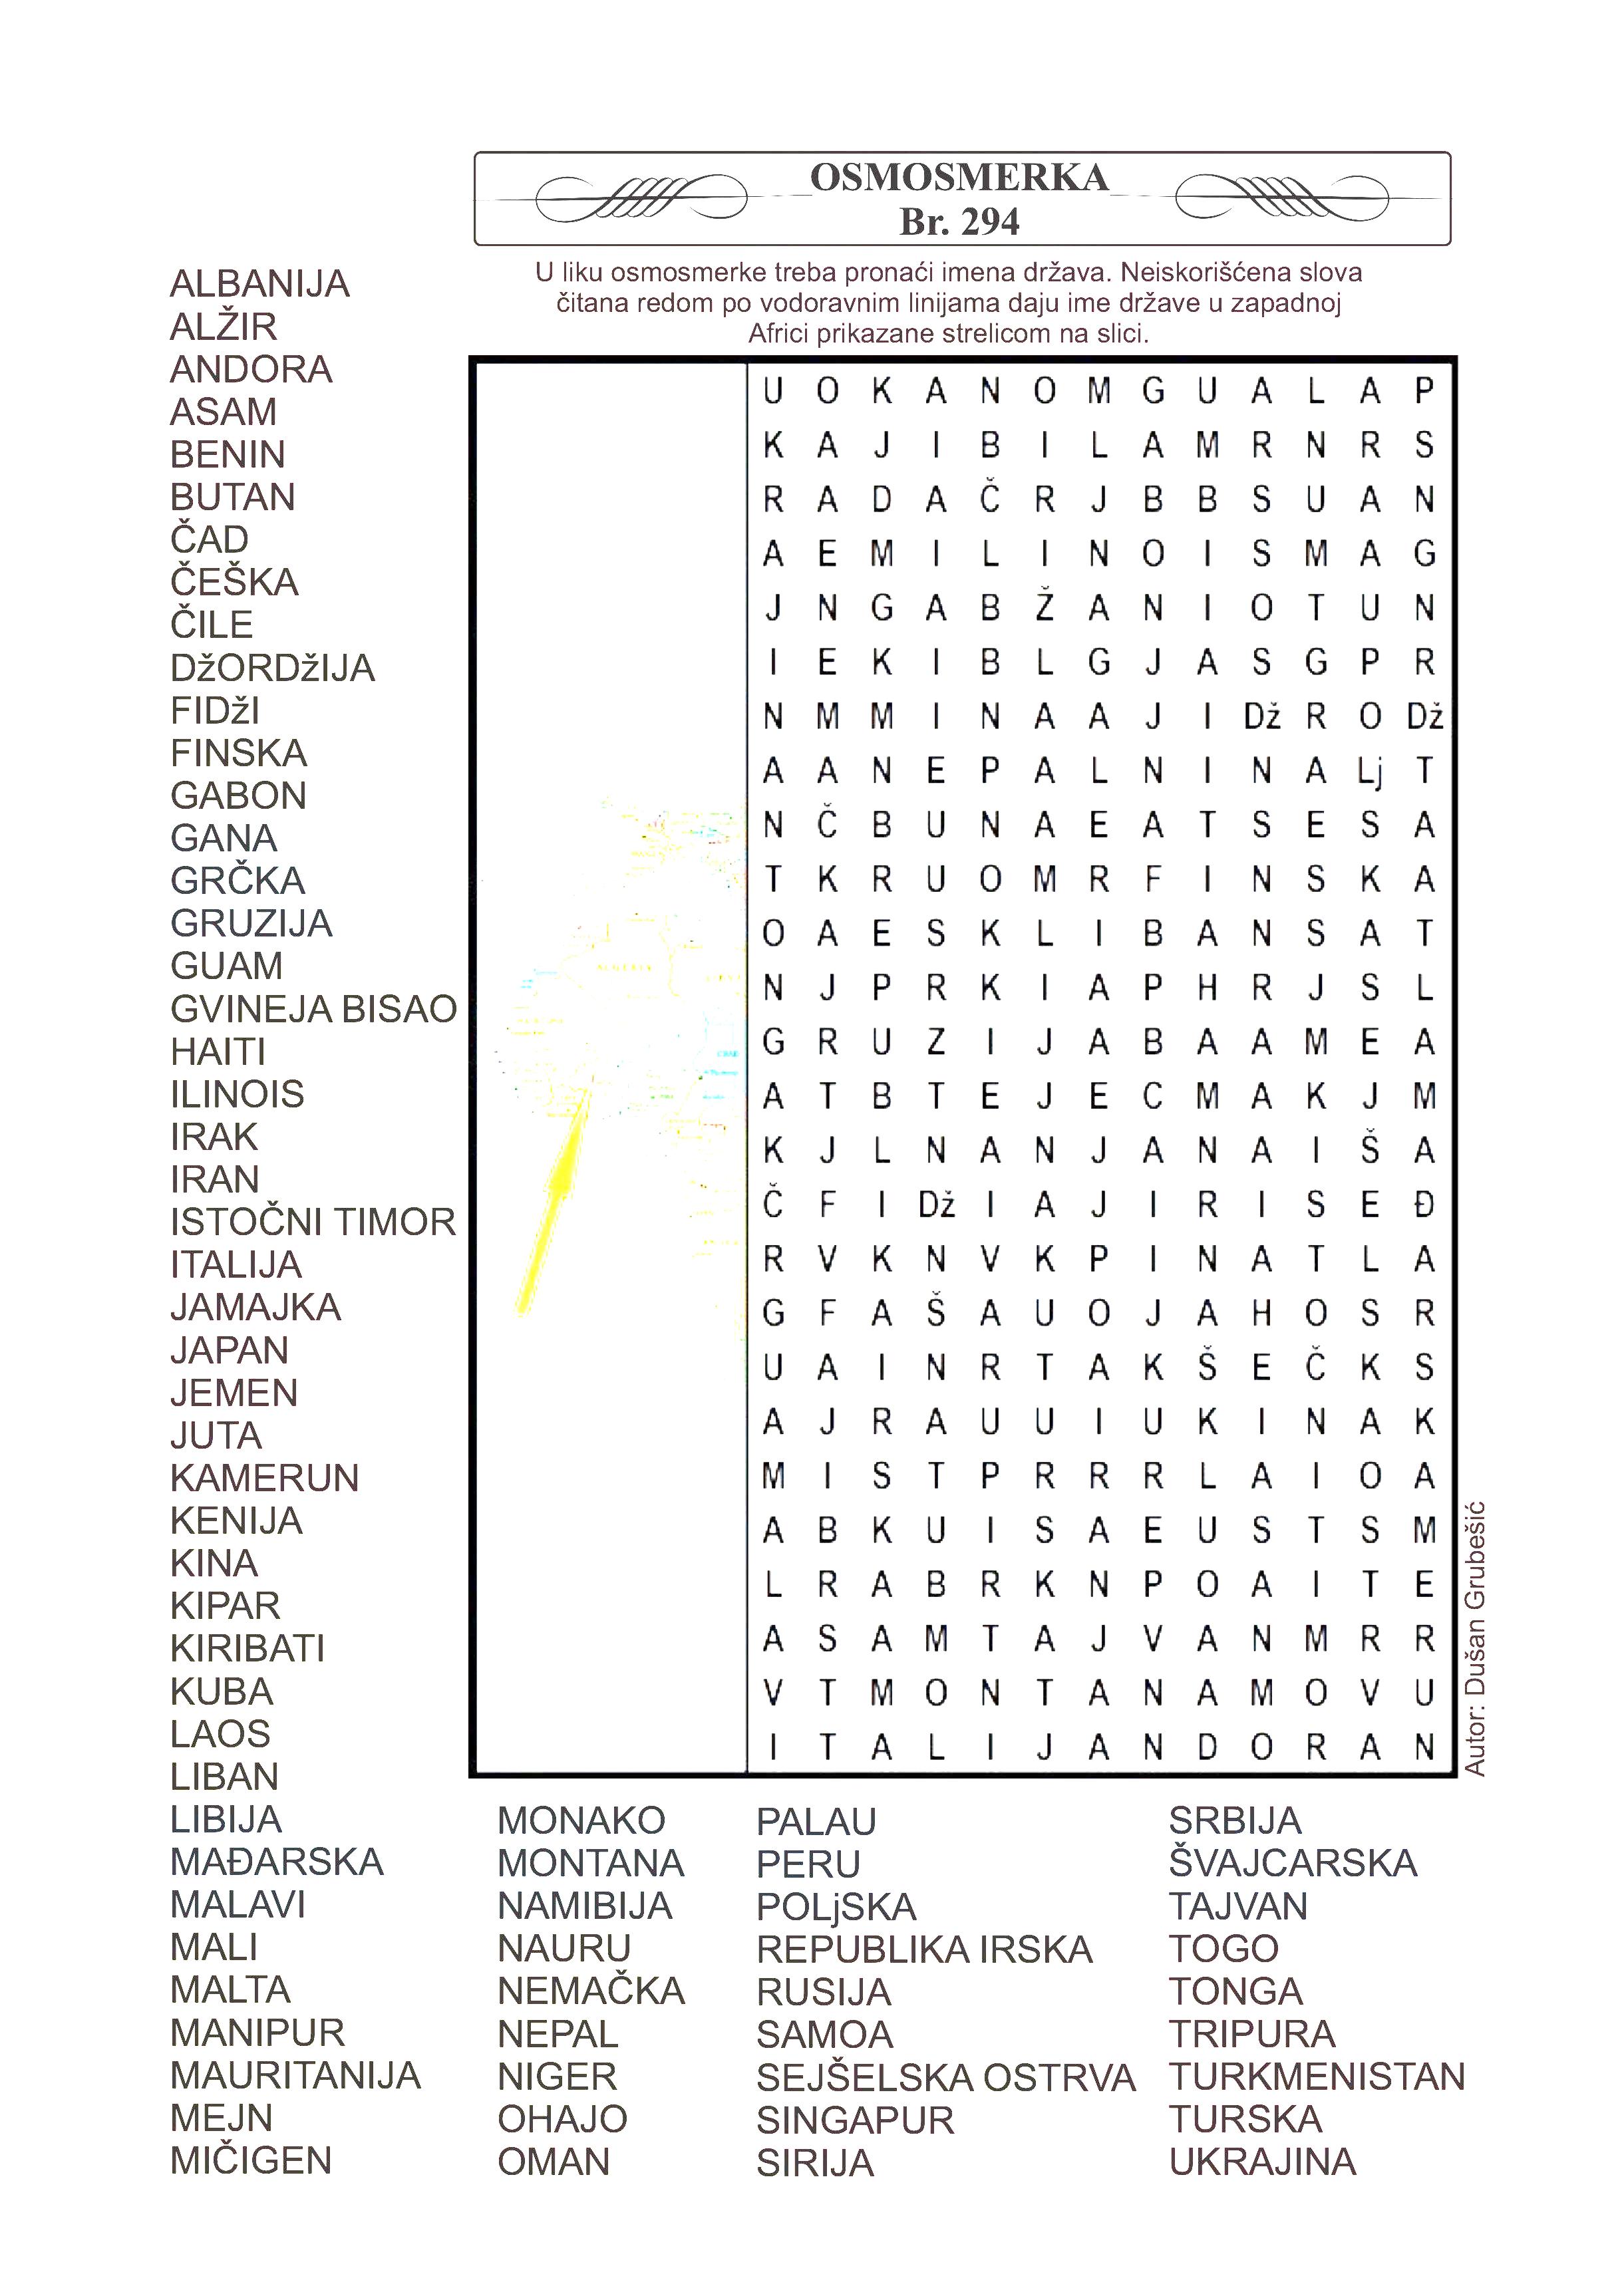 OSMOSMERKA
Br. 294
U liku osmosmerke treba pronaći imena država. Neiskorišćena slova
čitana redom po vodoravnim linijama daju ime države u zapadnoj
Africi prikazane strelicom na slici.
ALBANIJA
ALŽIR
ANDORA
ASAM
BENIN
BUTAN
ČAD
ČEŠKA
ČILE
DžORDžIJA
FIDžI
FINSKA
GABON
GANA
GRČKA
GRUZIJA
GUAM
GVINEJA BISAO
HAITI
ILINOIS
IRAK
IRAN
ISTOČNI TIMOR
ITALIJA
JAMAJKA
JAPAN
JEMEN
JUTA
KAMERUN
KENIJA
KINA
KIPAR
KIRIBATI
KUBA
LAOS
LIBAN
LIBIJA
MAĐARSKA
MALAVI
MALI
MALTA
MANIPUR
MAURITANIJA
MEJN
MIČIGEN
U O K A N O M G U A L A P
K A J I B I L A M R N R S
R A D A Č R J B B S U A N
A E M I L I N O I S M A G
J N G A B Ž A N I O T U N
I E K I B L G J A S G P R
N M M I N A A J I Dž R O Dž
A A N E P A L N I N A Lj T
N Č B U N A E A T S E S A
T K R U O M R F I N S K A
O A E S K L I B A N S A T
N J P R K I A P H R J S L
G R U Z I J A B A A M E A
A T B T E J E C M A K J M
K J L N A N J A N A I Š A
Č F I Dž I A J I R I S E Đ
R V K N V K P I N A T L A
G F A Š A U O J A H O S R
U A I N R T A K Š E Č K S
A J R A U U I U K I N A K
M I S T P R R R L A I O A
A B K U I S A E U S T S M
L R A B R K N P O A I T E
A S A M T A J V A N M R R
V T M O N T A N A M O V U
I T A L I J A N D O R A N
Autor: Dušan Grubešić
MONAKO
MONTANA
NAMIBIJA
NAURU
NEMAČKA
NEPAL
NIGER
OHAJO
OMAN
PALAU
PERU
POLjSKA
REPUBLIKA IRSKA
RUSIJA
SAMOA
SEJŠELSKA OSTRVA
SINGAPUR
SIRIJA
SRBIJA
ŠVAJCARSKA
TAJVAN
TOGO
TONGA
TRIPURA
TURKMENISTAN
TURSKA
UKRAJINA